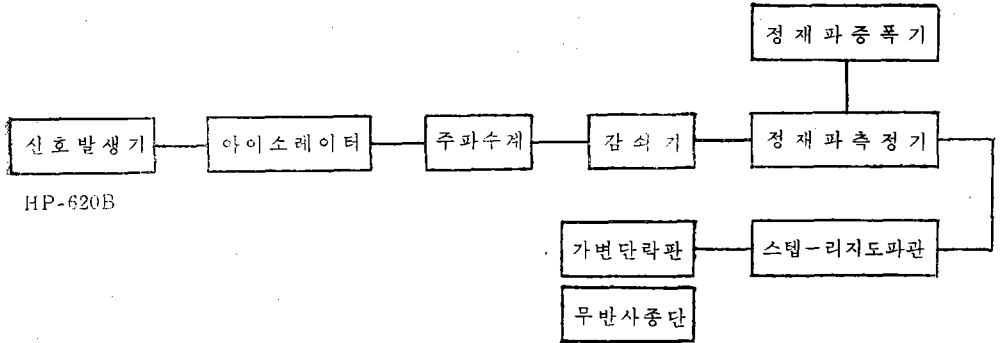 정재파증폭기
신호발생기
아이소레이터
주파수계
감쇠기
정재파측정기
HP-620B
가변단락판
스텝-리지도파관
무반사종단